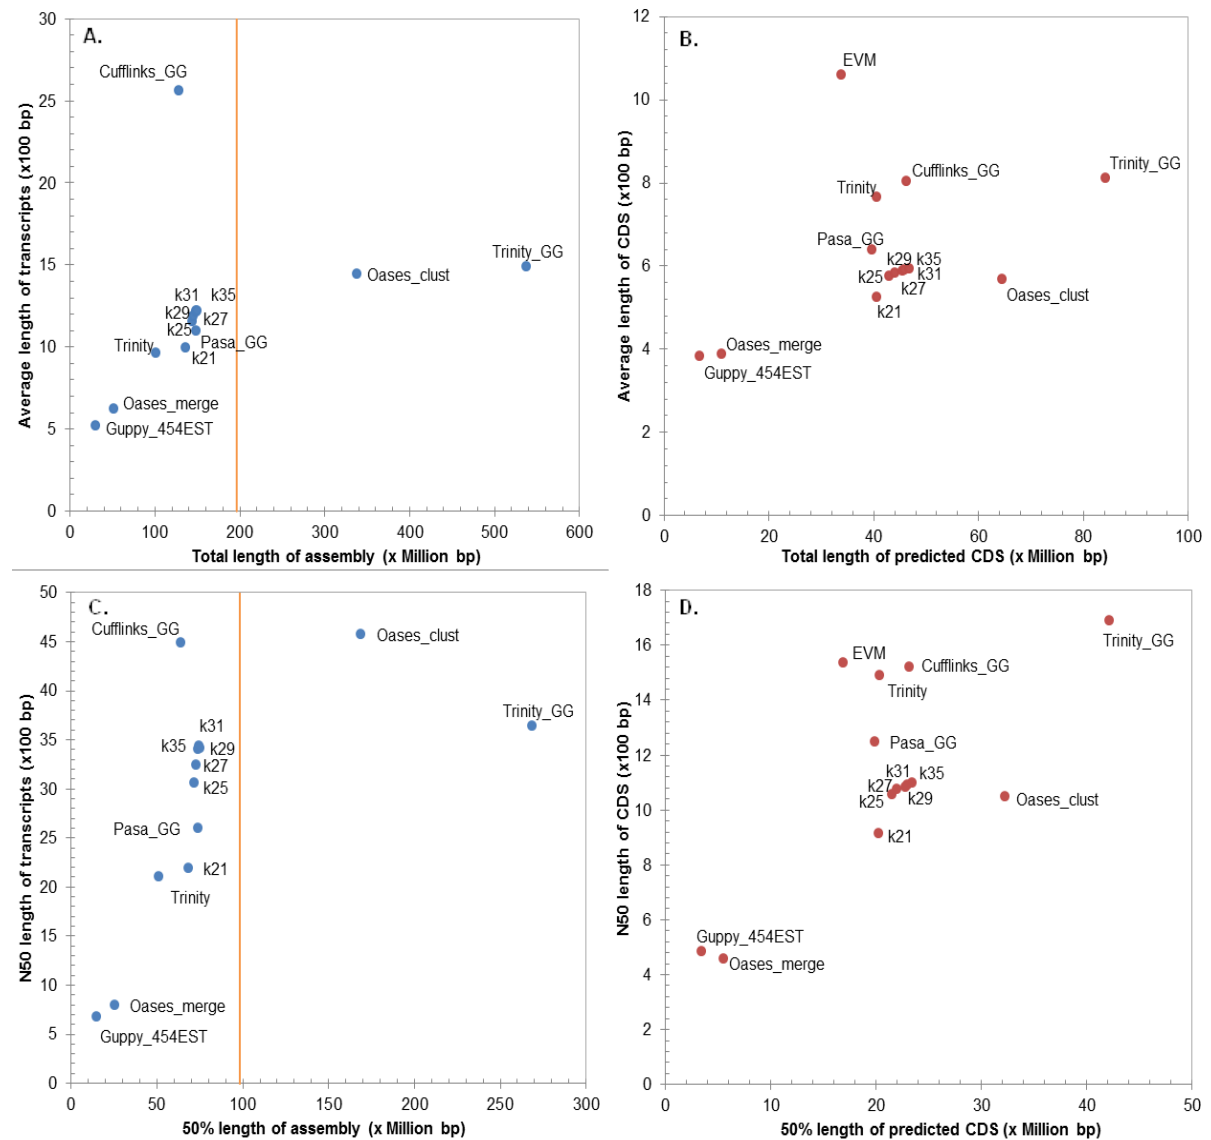 A.
30
25
20
15
10
5
0
Average length of transcripts (x100 bp)
Cufflinks_GG
Trinity_GG
Oases_clust
k31 k35
k29 k27
k25
Pasa_GG
Trinity
k21
Oases_merge
Guppy_454EST
0 100 200 300 400 500 600
Total length of assembly (x Million bp)
B.
12
10
8
6
4
2
0
Average length of CDS (x100 bp)
EVM
Trinity_GG
Cufflinks_GG
Trinity
Pasa_GG
k29 k35
k25 k31
k27
k21
Oases_clust
Oases_merge
Guppy_454EST
0 20 40 60 80 100
Total length of predicted CDS (x Million bp)
C.
50
45
40
35
30
25
20
15
10
5
0
N50 length of transcripts (x100 bp)
Cufflinks_GG
Oases_clust
Trinity_GG
k31
k35 k29
k27
k25
Pasa_GG
k21
Trinity
Oases_merge
Guppy_454EST
0 50 100 150 200 250 300
50% length of assembly (x Million bp)
D.
18
16
14
12
10
8
6
4
2
0
N50 length of CDS (x100 bp)
Trinity_GG
EVM
Cufflinks_GG
Trinity
Pasa_GG
k31 k35
k27
k25 k29
Oases_clust
k21
Guppy_454EST
Oases_merge
0 10 20 30 40 50
50% length of predicted CDS (x Million bp)